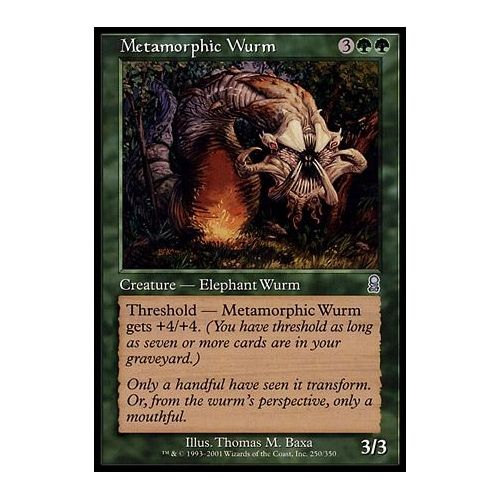 Metamorphic Wurm 3
Creature — Elephant Wurm
Threshold — Metamorphic Wurm
gets +4/+4. (You have threshold as long
as seven or more cards are in your
graveyard.)
Only a handful have seen it transform.
Or, from the wurm's perspective, only a
mouthful.
Illus. Thomas M. Baxa
3/3
™ & © 1993–2001 Wizards of the Coast, Inc. 250/350